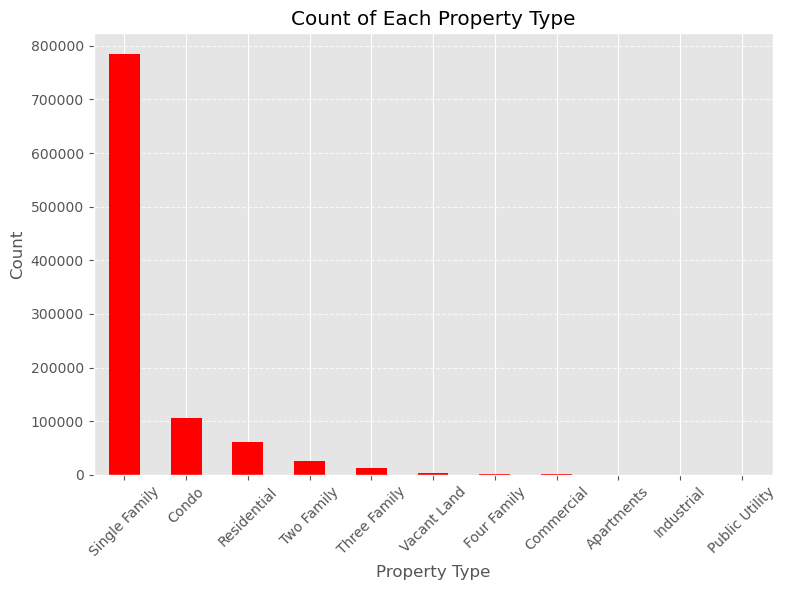 Count of Each Property Type
Count
800000
700000
600000
500000
400000
300000
200000
100000
0
Single Family
Condo
Residential
Two Family
Three Family
Vacant Land
Four Family
Commercial
Apartments
Industrial
Public Utility
Property Type